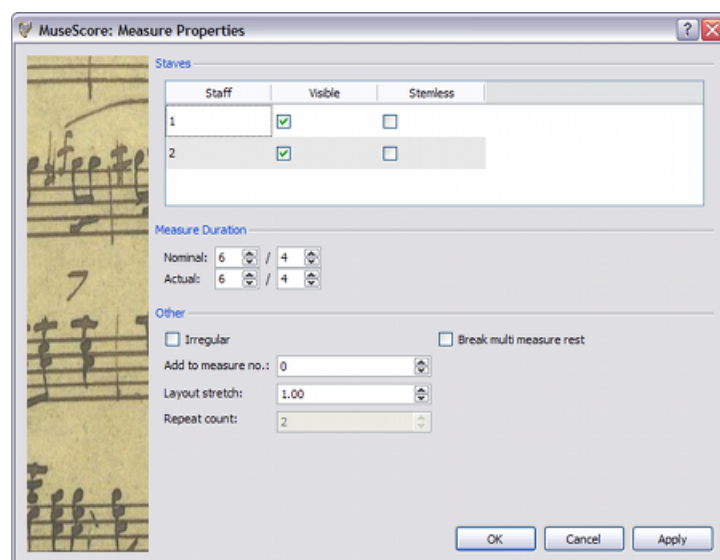 MuseScore: Measure Properties
Staves
Staff Visible Stemless
1
2
Measure Duration
Nominal: 6 / 4
Actual: 6 / 4
Other
Irregular Break multi measure rest
Add to measure no.: 0
Layout stretch: 1.00
Repeat count: 2
7
OK Cancel Apply